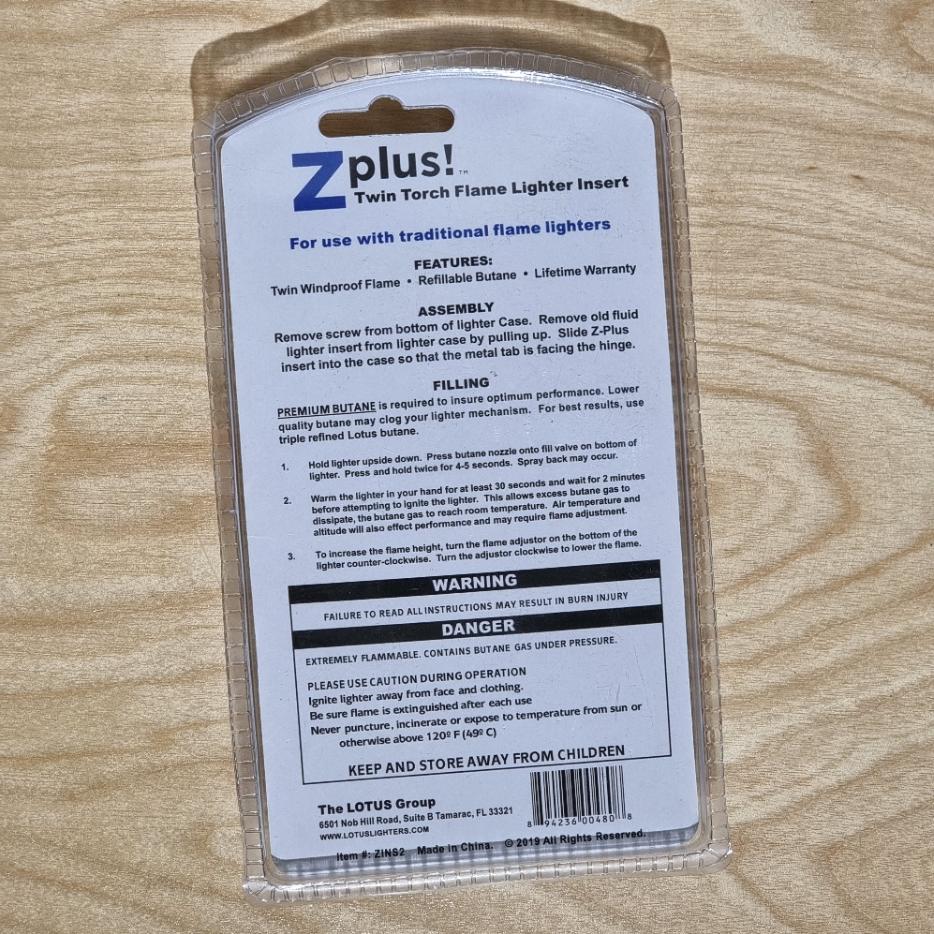 Zplus!™
Twin Torch Flame Lighter Insert
For use with traditional flame lighters
FEATURES:
Twin Windproof Flame • Refillable Butane • Lifetime Warranty
ASSEMBLY
Remove screw from bottom of lighter Case. Remove old fluid
lighter insert from lighter case by pulling up. Slide Z-Plus
insert into the case so that the metal tab is facing the hinge.
FILLING
PREMIUM BUTANE is required to insure optimum performance. Lower
quality butane may clog your lighter mechanism. For best results, use
triple refined Lotus butane.
1. Hold lighter upside down. Press butane nozzle onto fill valve on bottom of
lighter. Press and hold twice for 4-5 seconds. Spray back may occur.
2. Warm the lighter in your hand for at least 30 seconds and wait for 2 minutes
before attempting to ignite the lighter. This allows excess butane gas to
dissipate, the butane gas to reach room temperature. Air temperature and
altitude will also effect performance and may require flame adjustment.
3. To increase the flame height, turn the flame adjustor on the bottom of the
lighter counter-clockwise. Turn the adjustor clockwise to lower the flame.
WARNING
FAILURE TO READ ALL INSTRUCTIONS MAY RESULT IN BURN INJURY
DANGER
EXTREMELY FLAMMABLE. CONTAINS BUTANE GAS UNDER PRESSURE.
PLEASE USE CAUTION DURING OPERATION
Ignite lighter away from face and clothing.
Be sure flame is extinguished after each use
Never puncture, incinerate or expose to temperature from sun or
otherwise above 120º F (49º C)
KEEP AND STORE AWAY FROM CHILDREN
The LOTUS Group
6501 Nob Hill Road, Suite B Tamarac, FL 33321
WWW.LOTUSLIGHTERS.COM
8 94236 00480 8
Item #: ZINS2 Made in China. © 2019 All Rights Reserved.